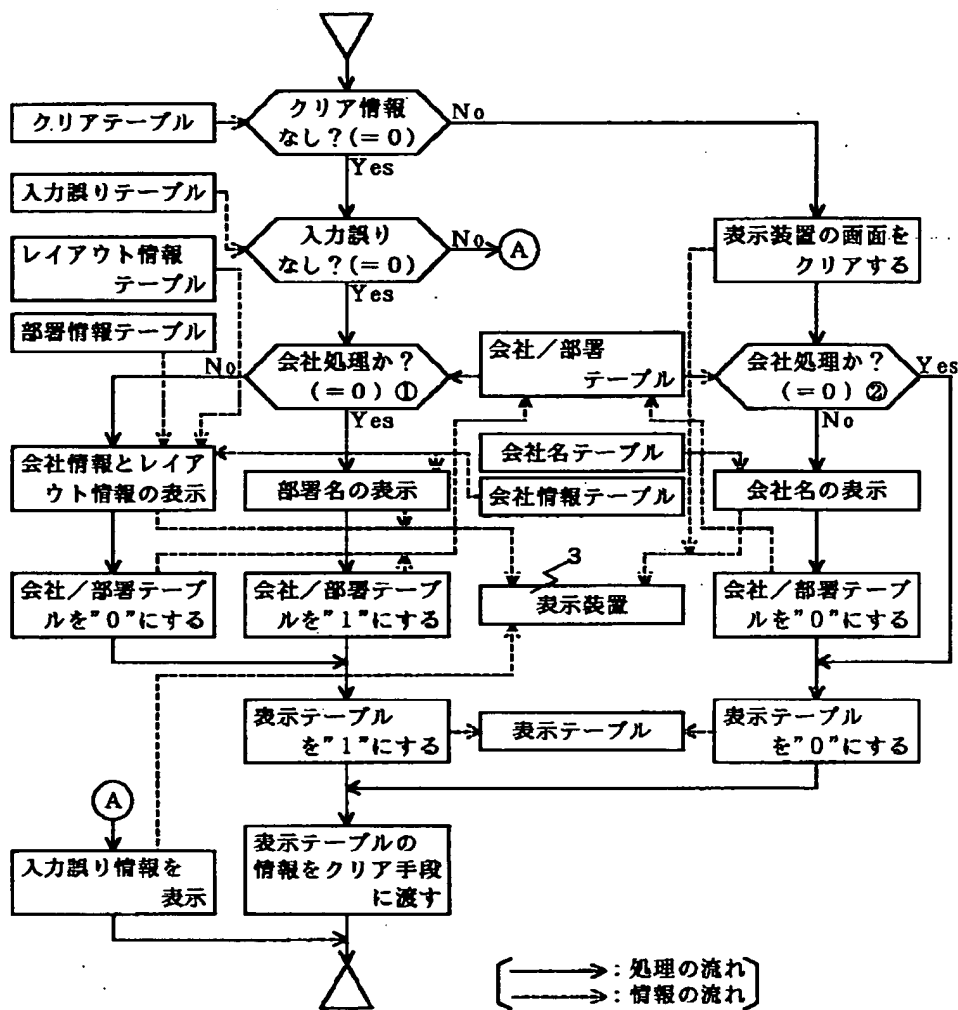 クリアテーブル
クリア情報
なし?(=0)
No
Yes
入力誤りテーブル
レイアウト情報
テーブル
部署情報テーブル
入力誤り
なし?(=0)
No
A
Yes
表示装置の画面を
クリアする
会社処理か?
(=0)①
No
Yes
会社/部署
テーブル
会社処理か?
(=0)②
Yes
No
会社情報とレイア
ウト情報の表示
部署名の表示
会社名テーブル
会社情報テーブル
会社名の表示
会社/部署テーブ
ルを"0"にする
会社/部署テーブ
ルを"1"にする
3
表示装置
会社/部署テーブ
ルを"0"にする
表示テーブル
を"1"にする
表示テーブル
表示テーブル
を"0"にする
A
入力誤り情報を
表示
表示テーブルの
情報をクリア手段
に渡す
:処理の流れ
:情報の流れ